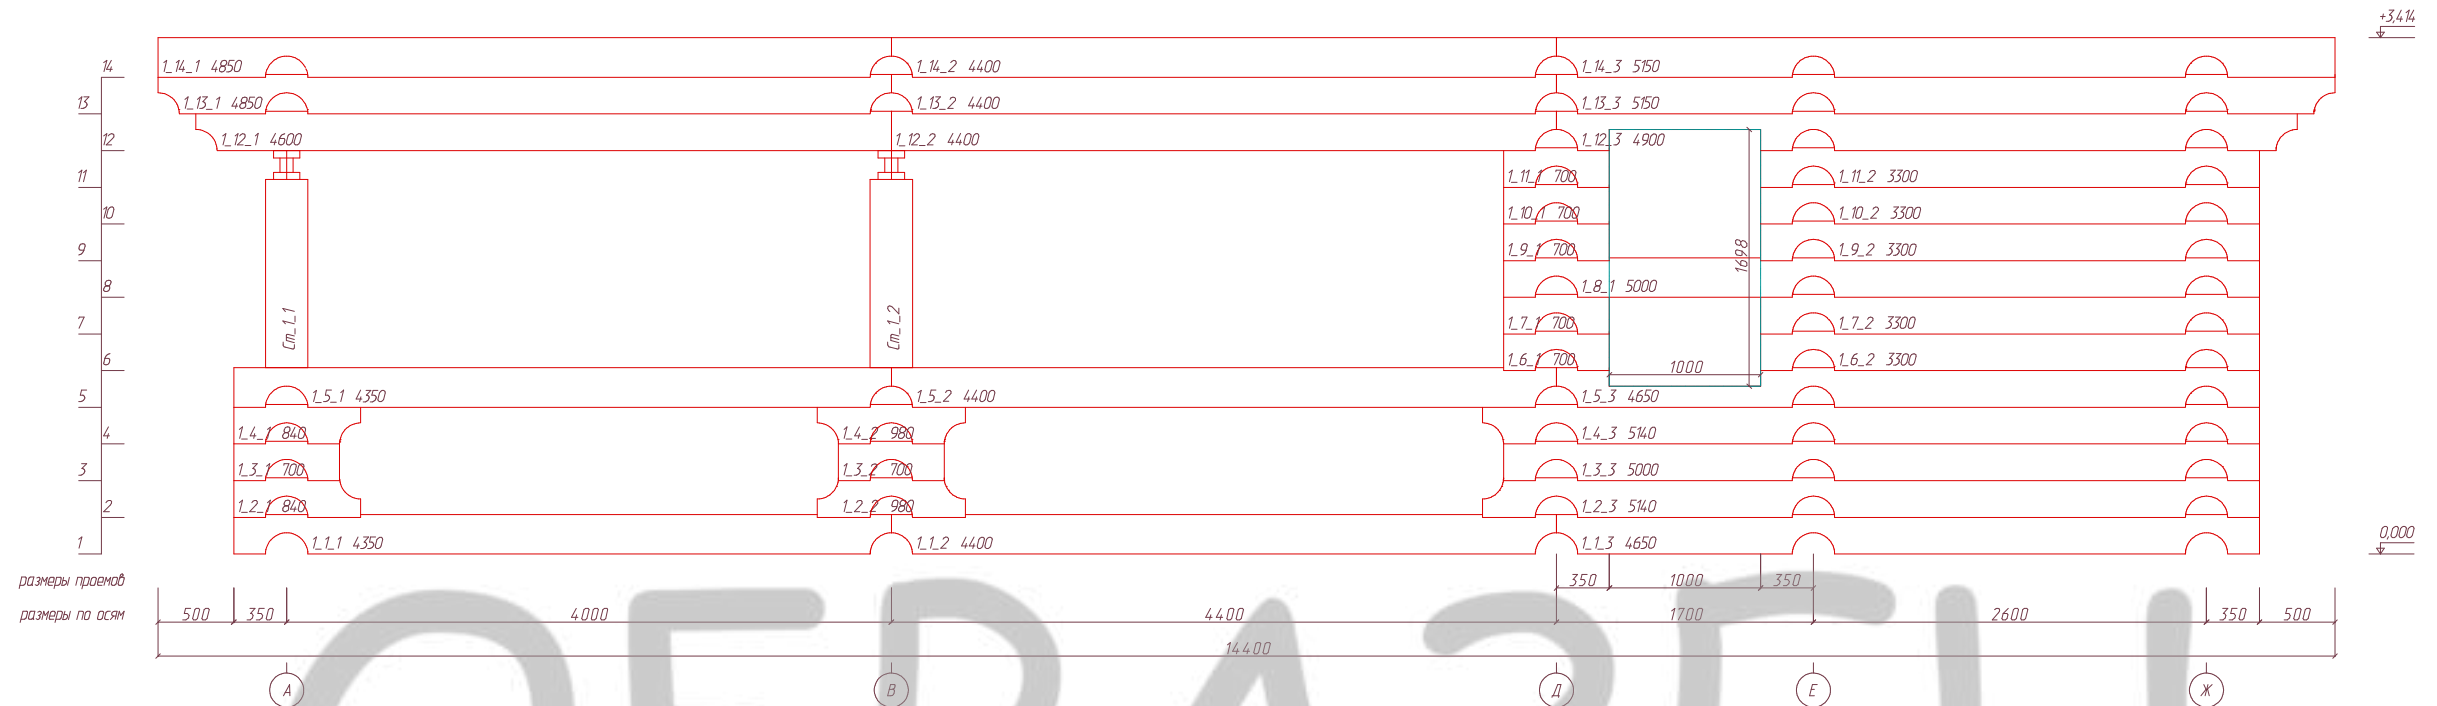 +3,414
14 1_14_1 4850 1_14_2 4400 1_14_3 5150
13 1_13_1 4850 1_13_2 4400 1_13_3 5150
12 1_12_1 4600 1_12_2 4400 1_12_3 4900
11 1_11_1 700 1_11_2 3300
10 1_10_1 700 1_10_2 3300
9 1_9_1 700 1698 1_9_2 3300
8 1_8_1 5000
7 Ст_1_1 Ст_1_2 1_7_1 700 1_7_2 3300
6 1_6_1 700 1000 1_6_2 3300
5 1_5_1 4350 1_5_2 4400 1_5_3 4650
4 1_4_1 840 1_4_2 980 1_4_3 5140
3 1_3_1 700 1_3_2 700 1_3_3 5000
2 1_2_1 840 1_2_2 980 1_2_3 5140
0,000
1 1_1_1 4350 1_1_2 4400 1_1_3 4650
размеры проемов 350 1000 350
размеры по осям 500 350 4000 4400 1700 2600 350 500
14400
А В Д Е Ж